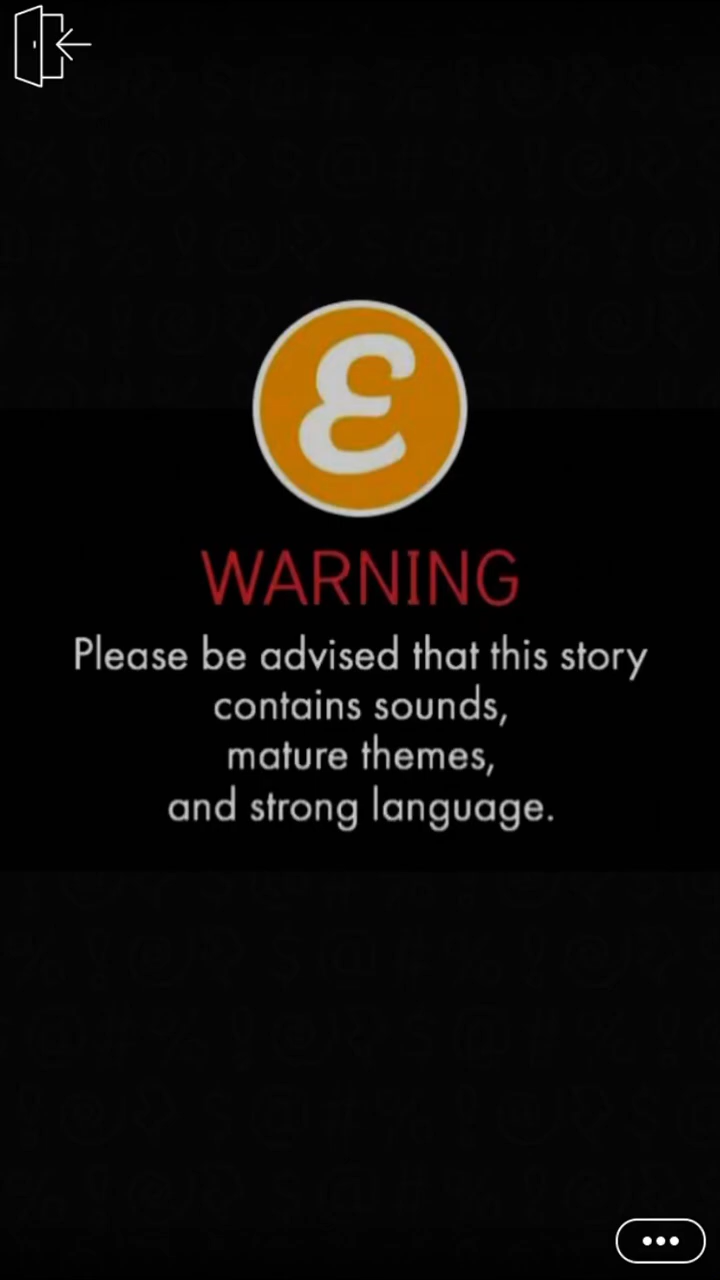 ε
WARNING
Please be advised that this story
contains sounds,
mature themes,
and strong language.